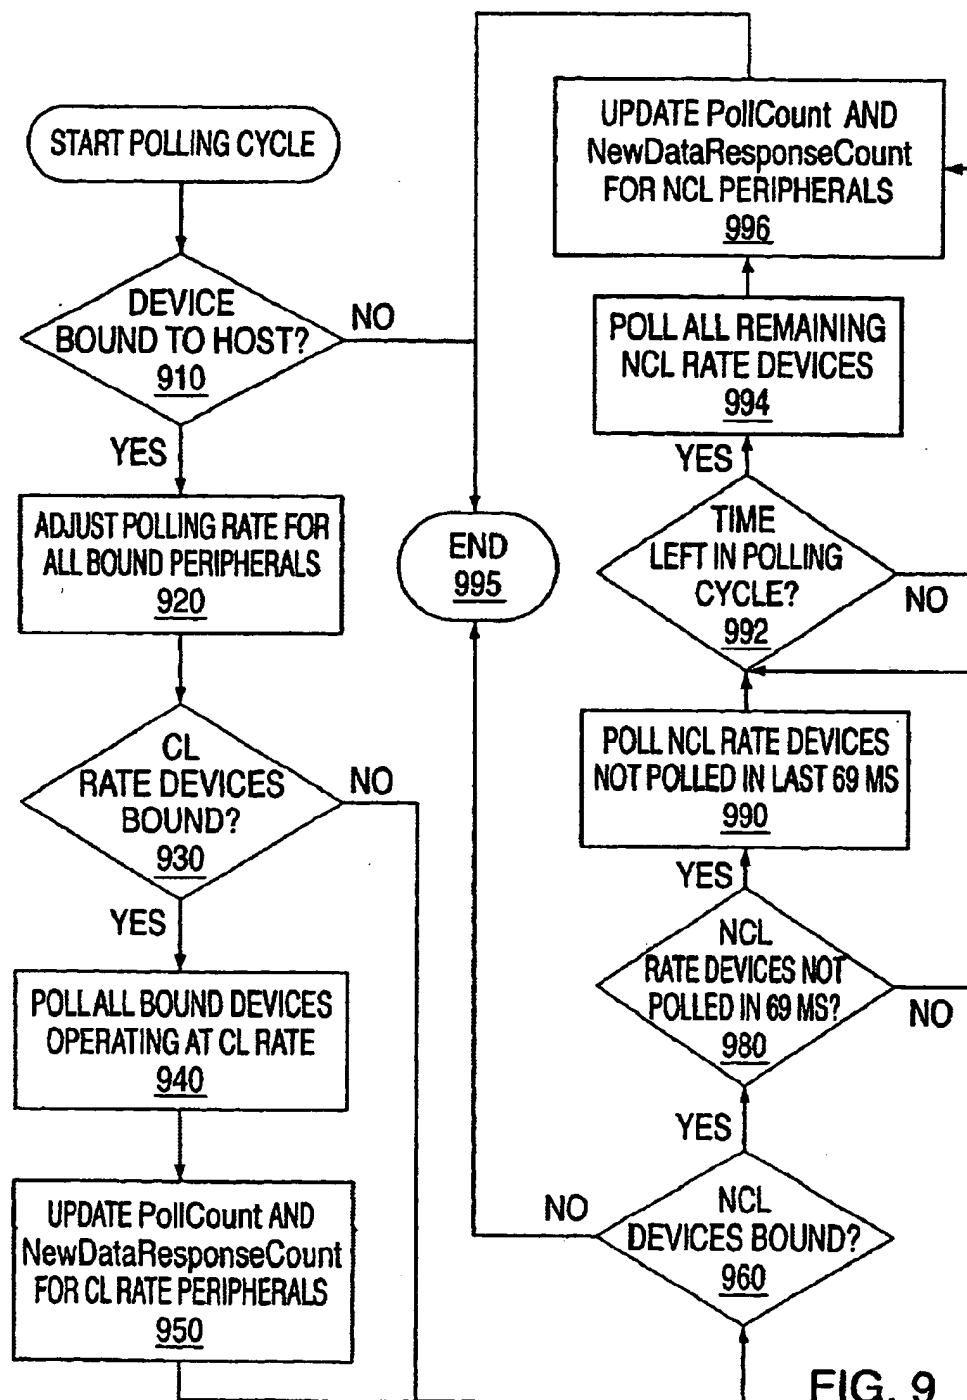 START POLLING CYCLE
DEVICE
BOUND TO HOST?
910
NO
YES
ADJUST POLLING RATE FOR
ALL BOUND PERIPHERALS
920
CL
RATE DEVICES
BOUND?
930
NO
YES
POLL ALL BOUND DEVICES
OPERATING AT CL RATE
940
UPDATE PollCount AND
NewDataResponseCount
FOR CL RATE PERIPHERALS
950
END
995
UPDATE PollCount AND
NewDataResponseCount
FOR NCL PERIPHERALS
996
POLL ALL REMAINING
NCL RATE DEVICES
994
YES
TIME
LEFT IN POLLING
CYCLE?
992
NO
POLL NCL RATE DEVICES
NOT POLLED IN LAST 69 MS
990
YES
NCL
RATE DEVICES NOT
POLLED IN 69 MS?
980
NO
YES
NCL
DEVICES BOUND?
960
NO
FIG. 9